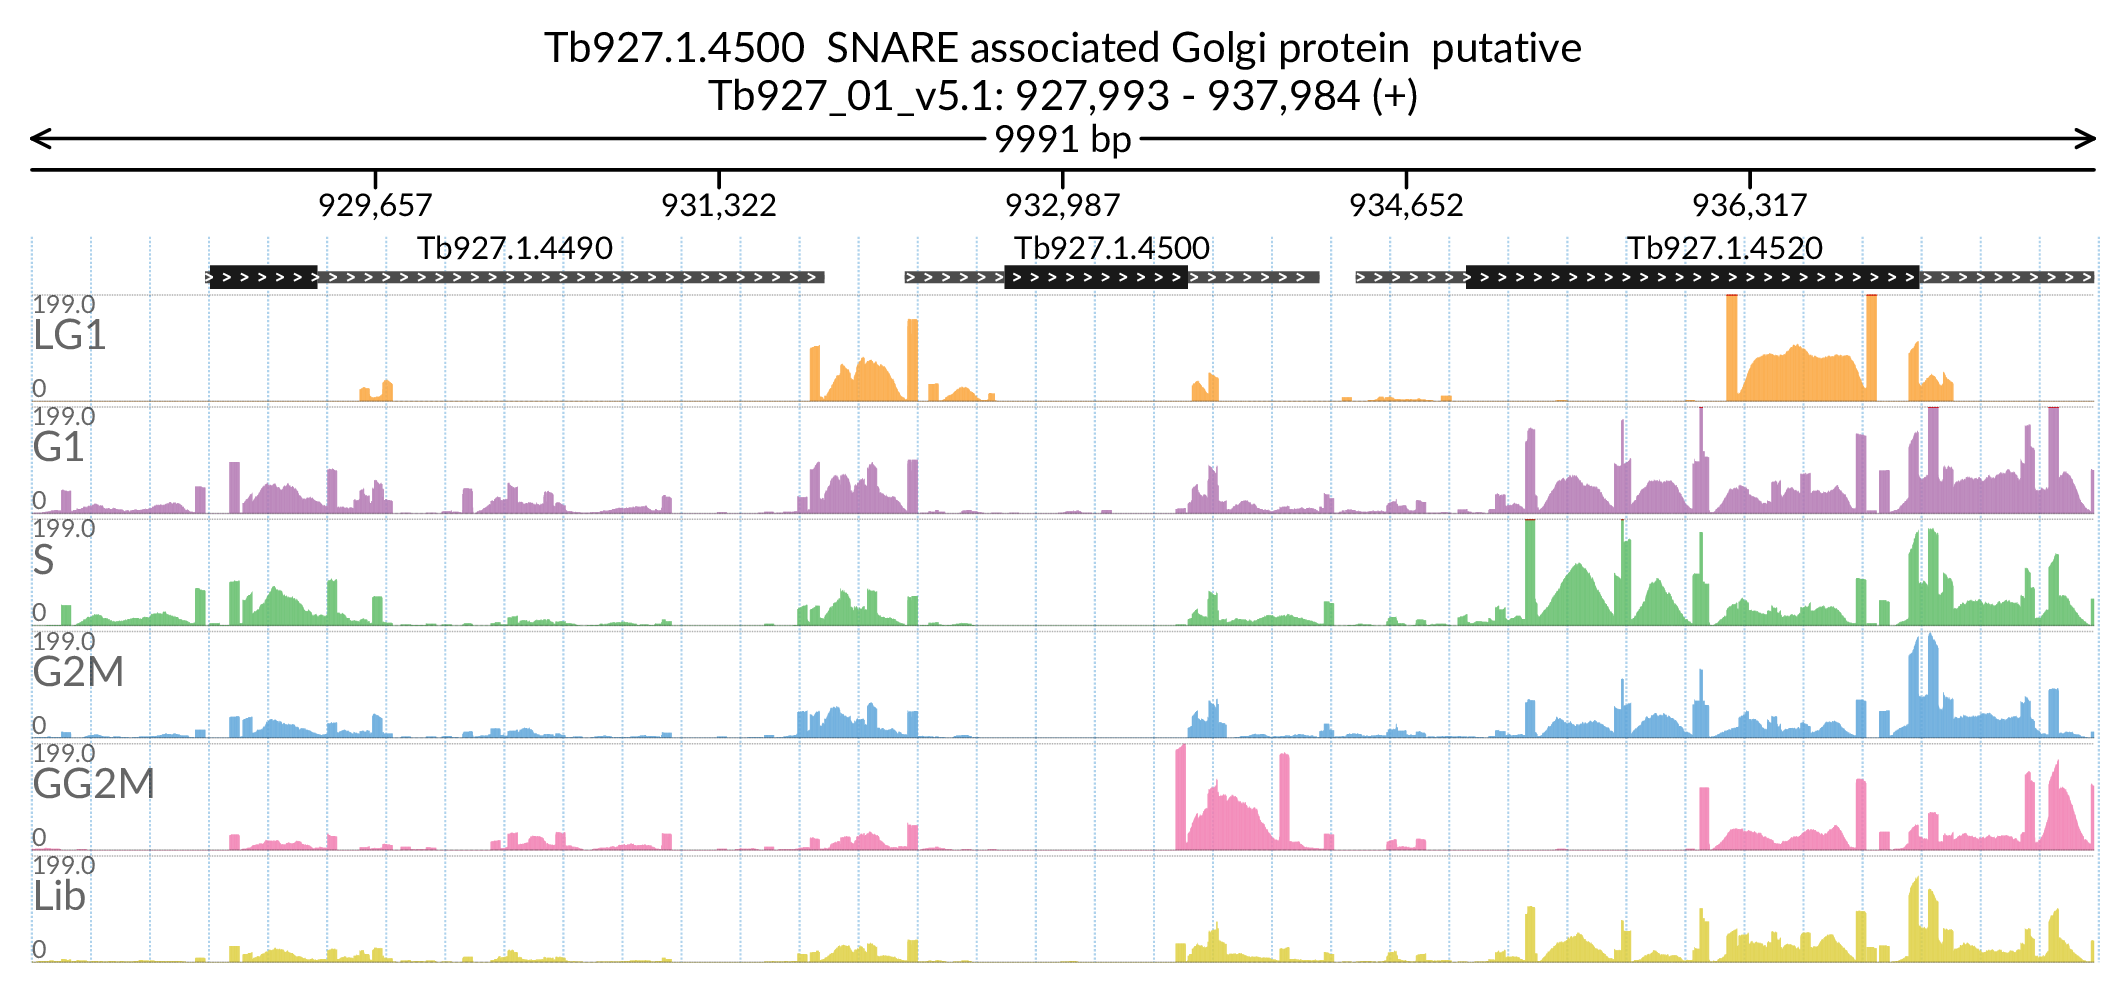 Tb927.1.4500  SNARE associated Golgi protein  putative
Tb927_01_v5.1: 927,993 - 937,984 (+)
9991 bp
929,657 931,322 932,987 934,652 936,317
Tb927.1.4490 Tb927.1.4500 Tb927.1.4520
199.0
LG1
0
199.0
G1
0
199.0
S
0
199.0
G2M
0
199.0
GG2M
0
199.0
Lib
0